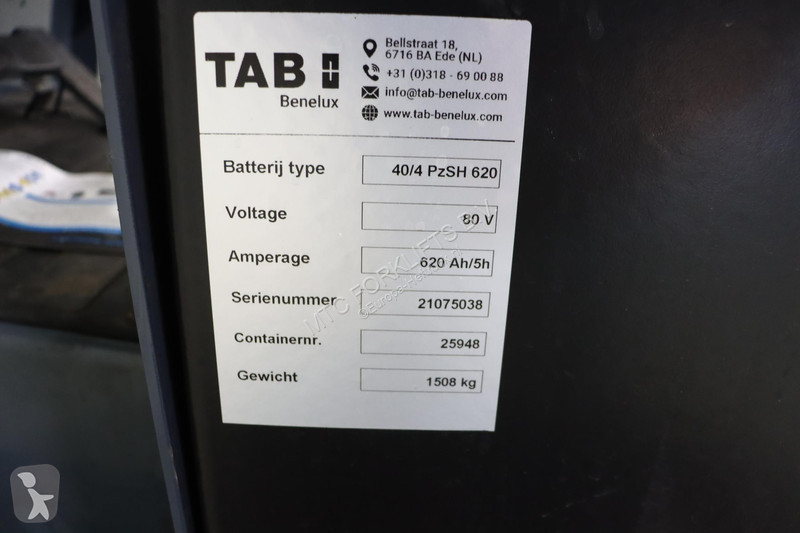 TAB
Benelux
Bellstraat 18,
6716 BA Ede (NL)
+31 (0)318 - 69 00 88
info@tab-benelux.com
www.tab-benelux.com
Batterij type 40/4 PzSH 620
Voltage 80 V
Amperage 620 Ah/5h
Serienummer 21075038
Containernr. 25948
Gewicht 1508 kg
MTC FORKLIFTS B.V.